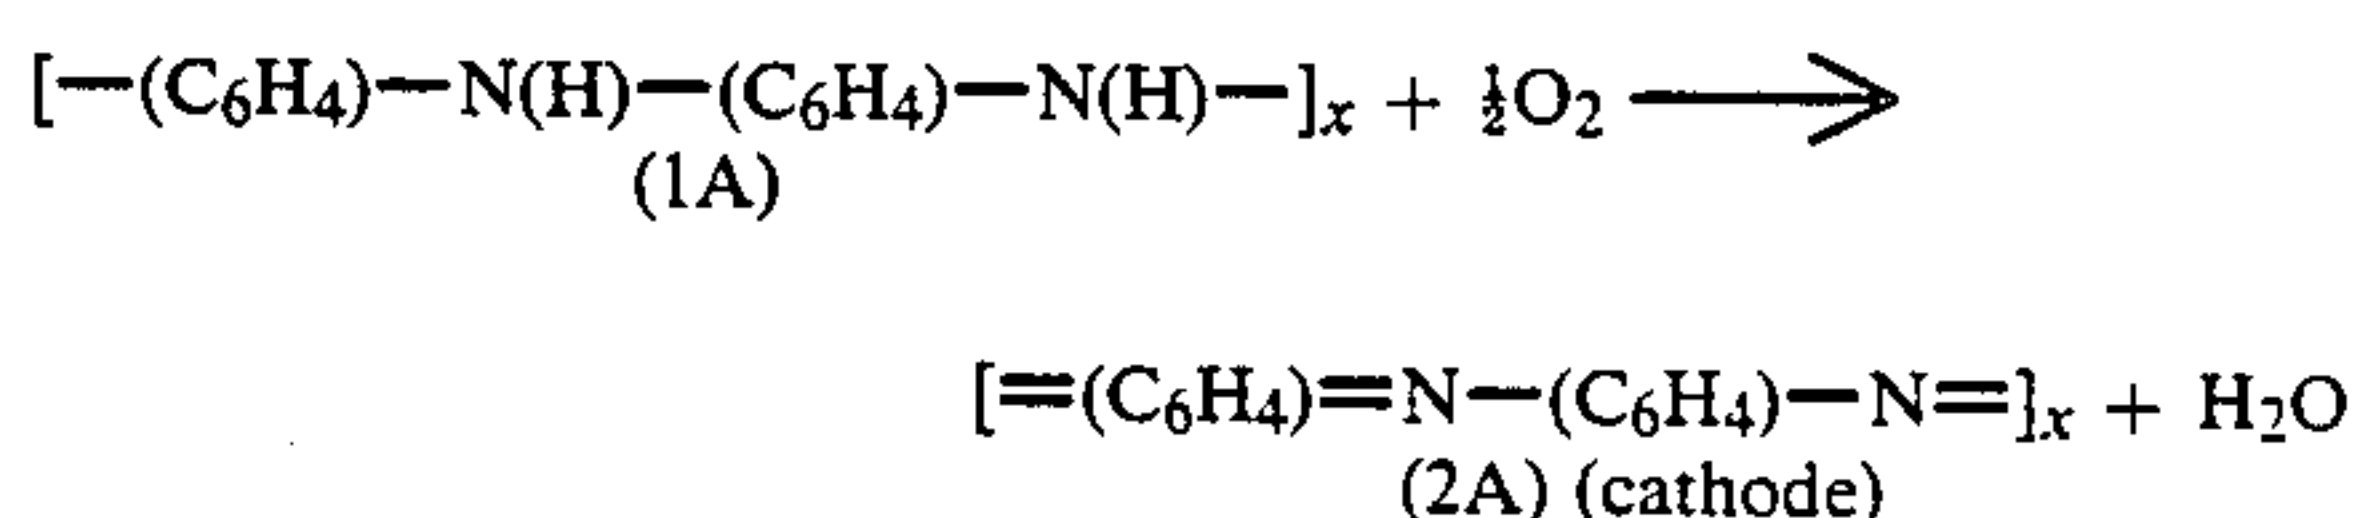 [—(C₆H₄)—N(H)—(C₆H₄)—N(H)—]ₓ + ½O₂ ⟶
(1A)
[=(C₆H₄)=N—(C₆H₄)—N=]ₓ + H₂O
(2A) (cathode)